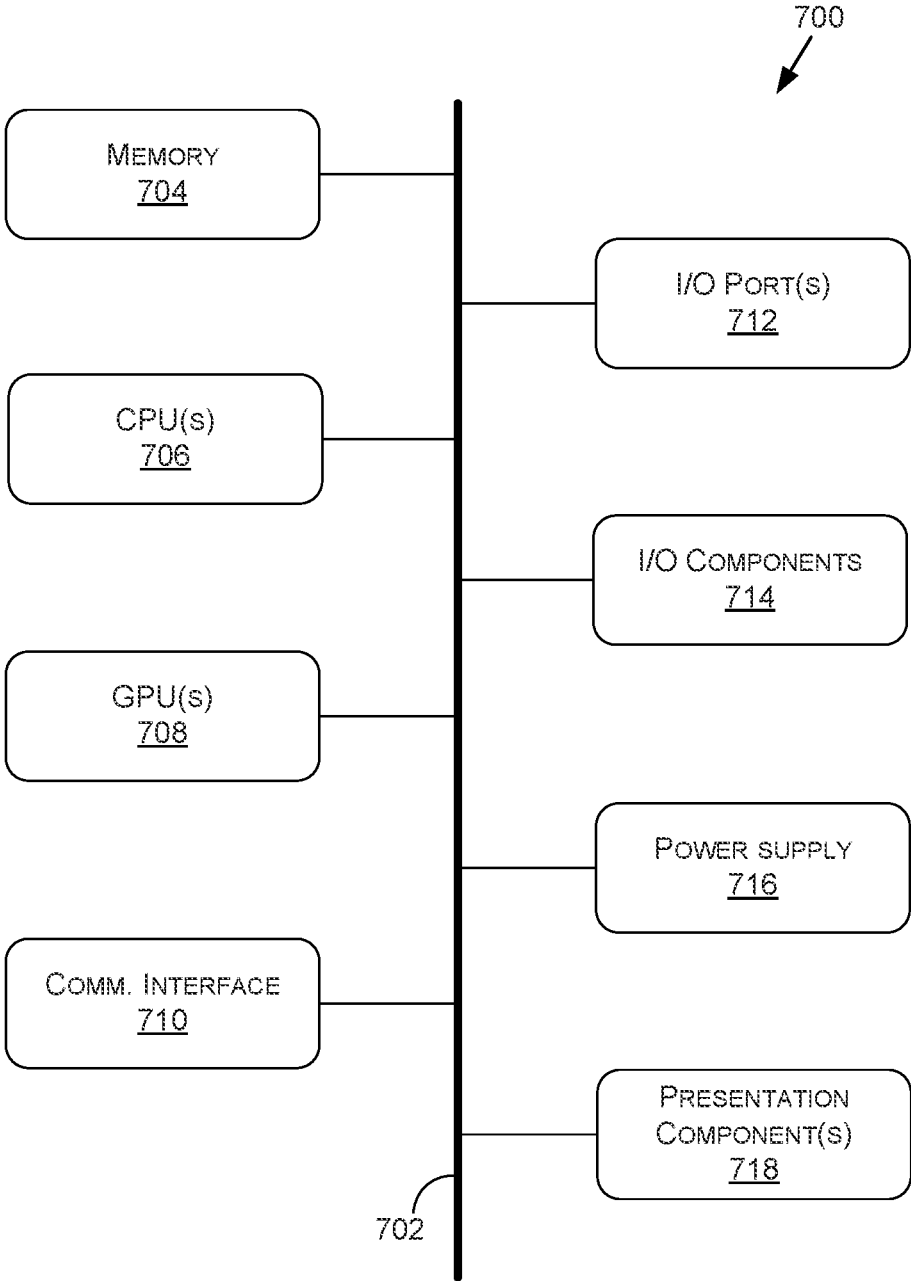 700
MEMORY
704
I/O PORT(S)
712
CPU(S)
706
I/O COMPONENTS
714
GPU(S)
708
POWER SUPPLY
716
COMM. INTERFACE
710
PRESENTATION
COMPONENT(S)
718
702